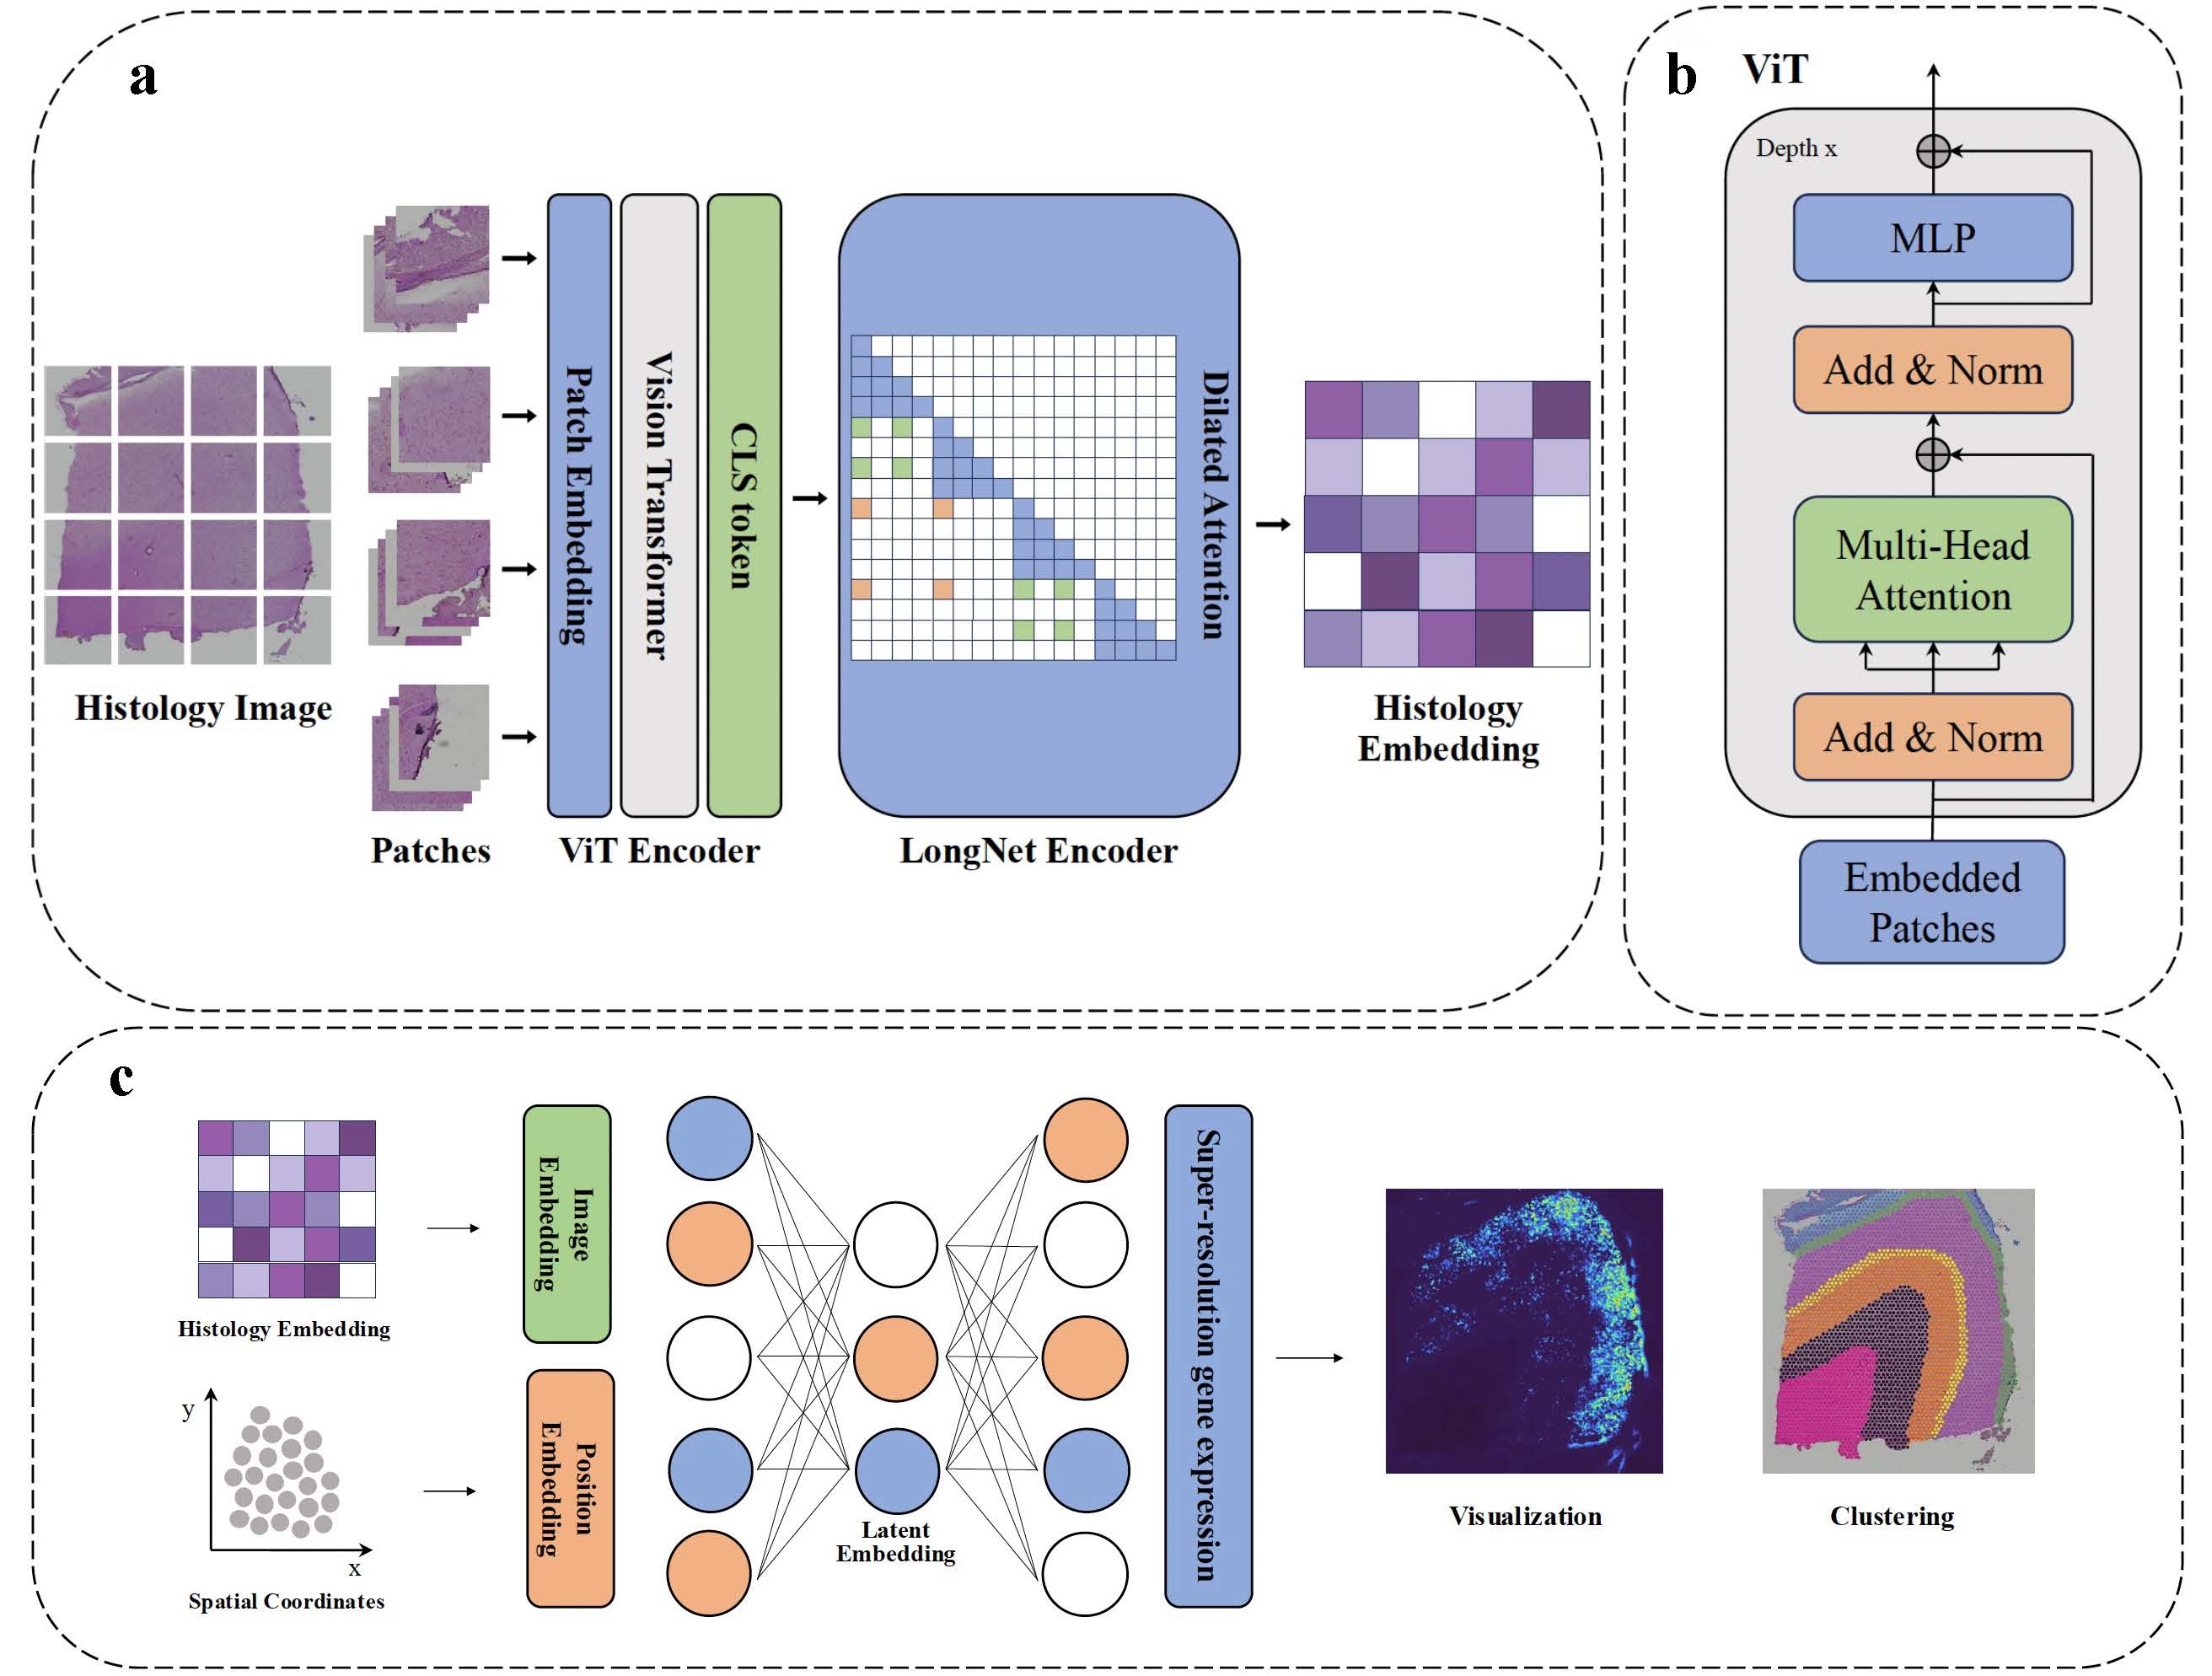 a
Patch Embedding
Vision Transformer
CLS token
Dilated Attention
Histology Image
Histology
Embedding
Patches
ViT Encoder
LongNet Encoder
b
ViT
Depth x
MLP
Add & Norm
Multi-Head
Attention
Add & Norm
Embedded
Patches
c
Histology Embedding
Image
Embedding
y
x
Spatial Coordinates
Position
Embedding
Latent
Embedding
Super-resolution gene expression
Visualization
Clustering